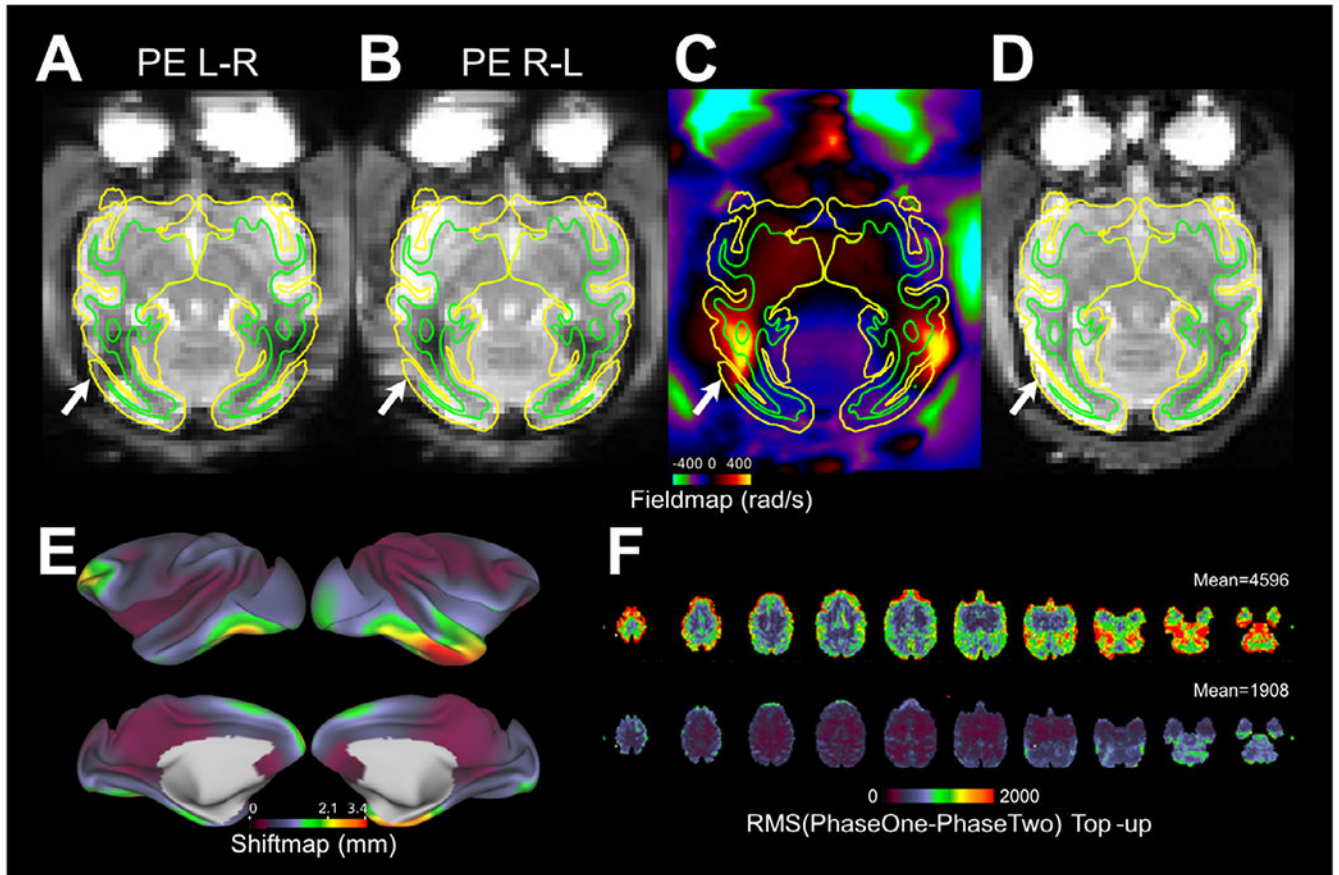 A PE L-R B PE R-L C D
-400 0 400
Fieldmap (rad/s)
E F
Mean=4596
Mean=1908
0 2.1 3.4
Shiftmap (mm)
0 2000
RMS(PhaseOne-PhaseTwo) Top-up